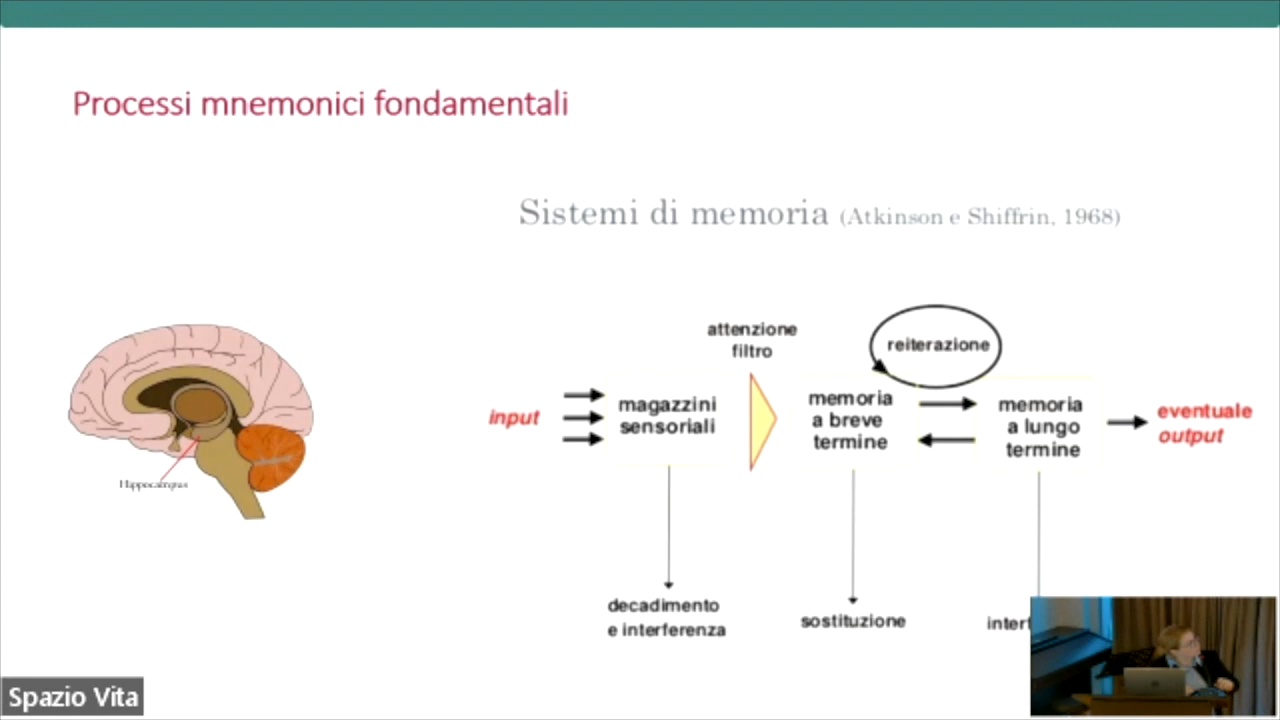 Processi mnemonici fondamentali
Sistemi di memoria (Atkinson e Shiffrin, 1968)
attenzione
filtro
reiterazione
input
magazzini
sensoriali
memoria
a breve
termine
memoria
a lungo
termine
eventuale
output
Hippocampus
decadimento
e interferenza
sostituzione
Spazio Vita